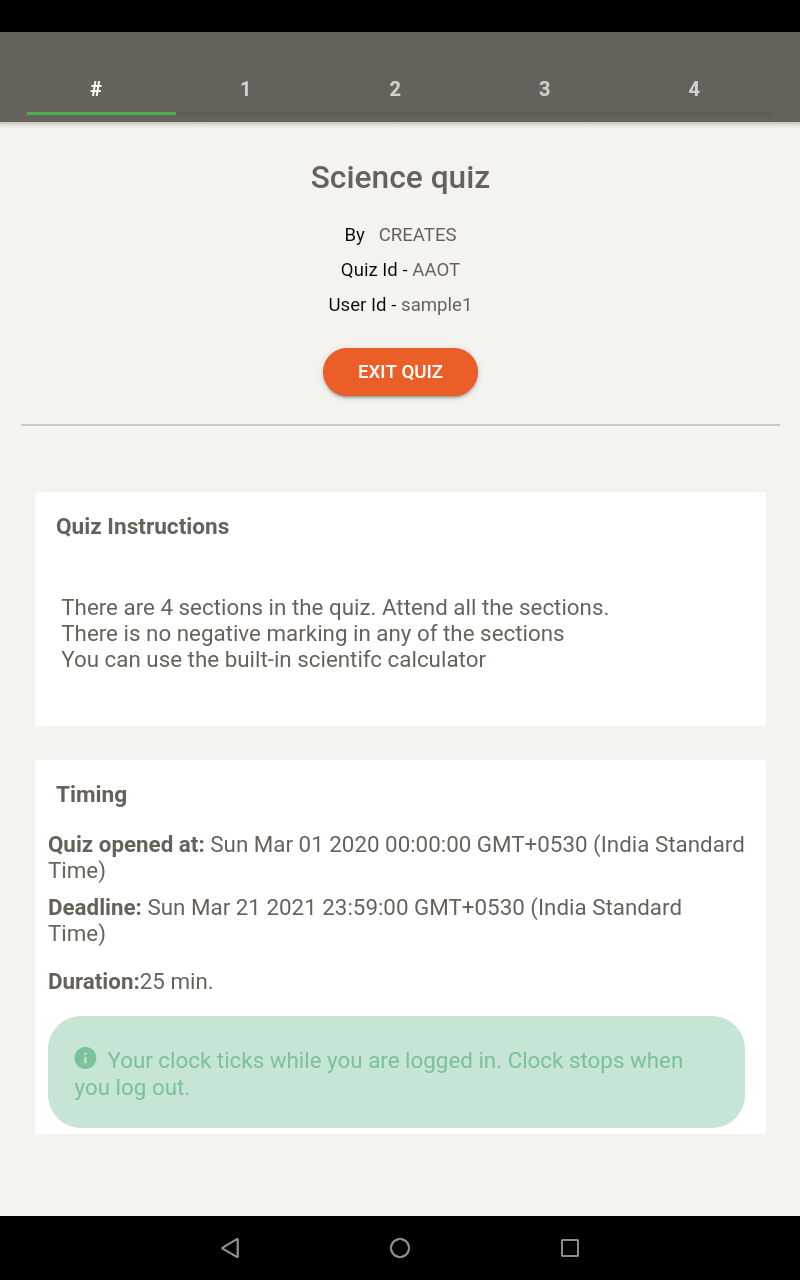 # 1 2 3 4
Science quiz
By CREATES
Quiz Id - AAOT
User Id - sample1
EXIT QUIZ
Quiz Instructions
There are 4 sections in the quiz. Attend all the sections.
There is no negative marking in any of the sections
You can use the built-in scientifc calculator
Timing
Quiz opened at: Sun Mar 01 2020 00:00:00 GMT+0530 (India Standard
Time)
Deadline: Sun Mar 21 2021 23:59:00 GMT+0530 (India Standard
Time)
Duration:25 min.
Your clock ticks while you are logged in. Clock stops when
you log out.